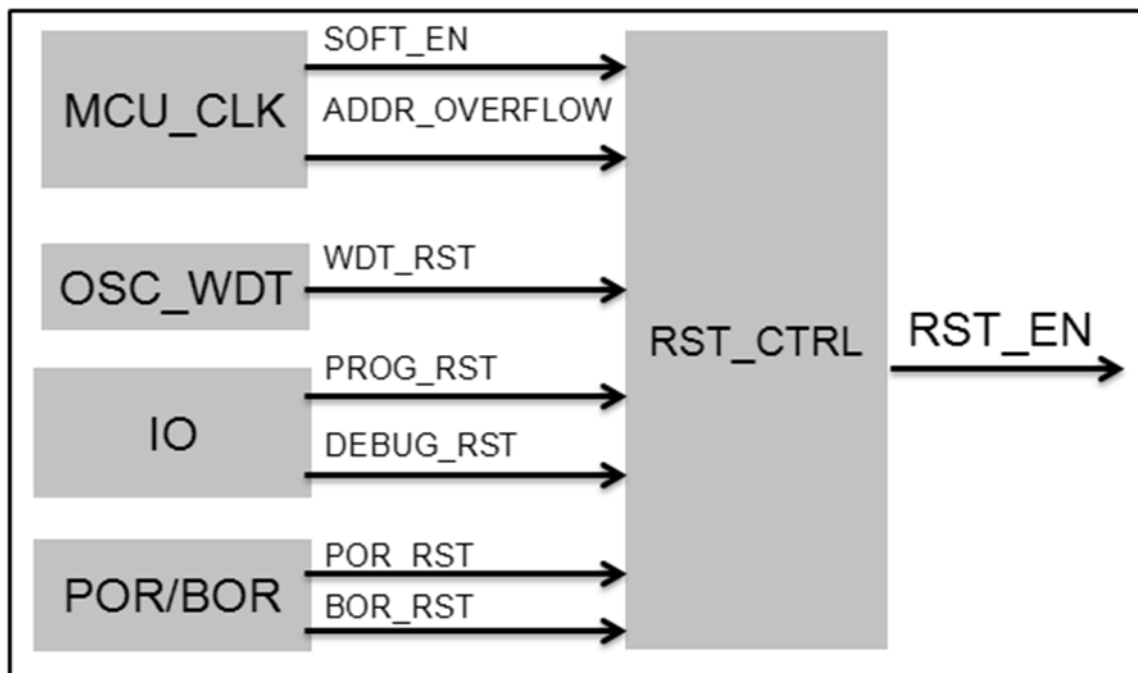 SOFT_EN
MCU_CLK
ADDR_OVERFLOW
WDT_RST
OSC_WDT
RST_CTRL
RST_EN
PROG_RST
IO
DEBUG_RST
POR_RST
POR/BOR
BOR_RST